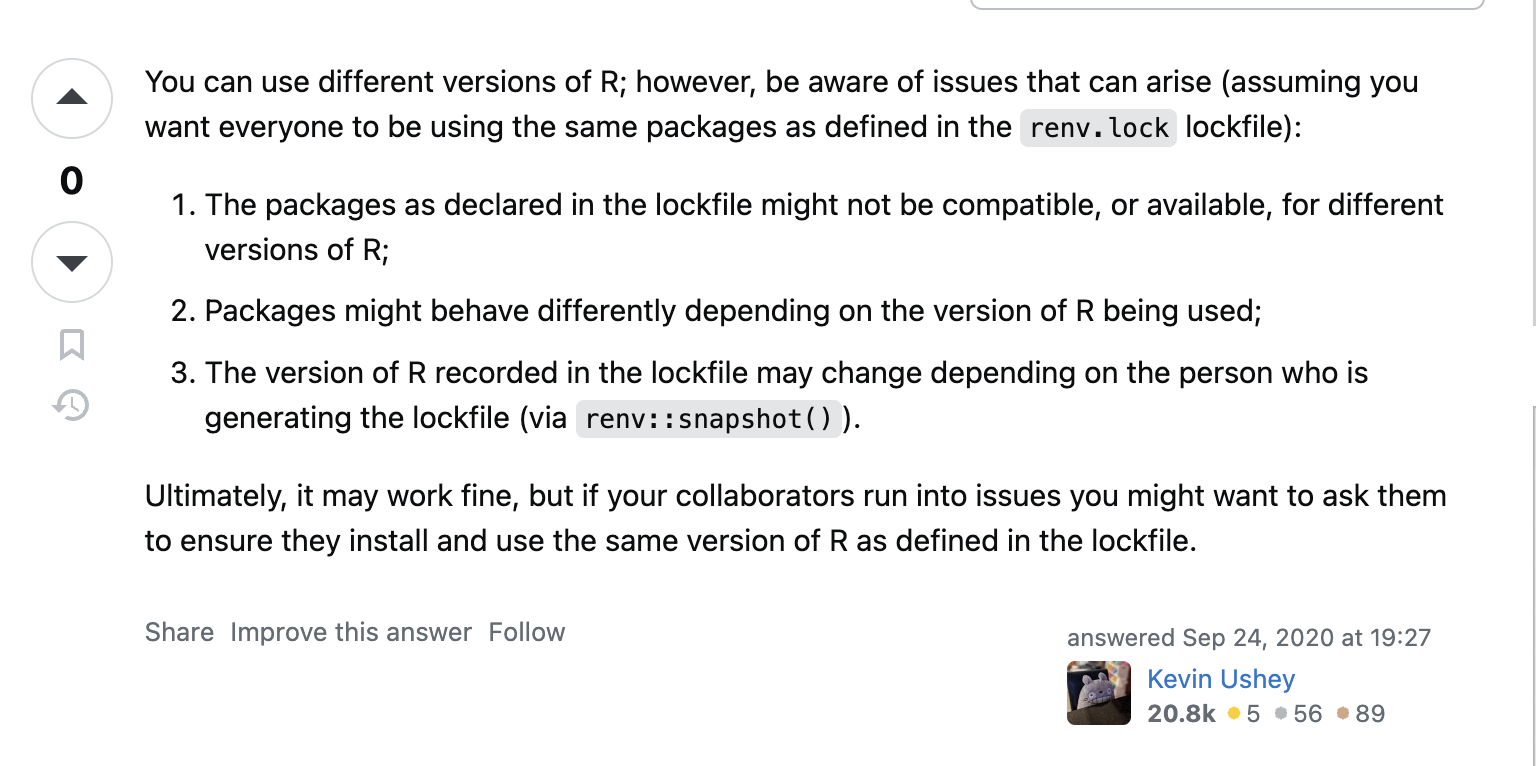 You can use different versions of R; however, be aware of issues that can arise (assuming you
want everyone to be using the same packages as defined in the renv.lock lockfile):
0
1. The packages as declared in the lockfile might not be compatible, or available, for different
versions of R;
2. Packages might behave differently depending on the version of R being used;
3. The version of R recorded in the lockfile may change depending on the person who is
generating the lockfile (via renv::snapshot()).
Ultimately, it may work fine, but if your collaborators run into issues you might want to ask them
to ensure they install and use the same version of R as defined in the lockfile.
Share Improve this answer Follow
answered Sep 24, 2020 at 19:27
Kevin Ushey
20.8k 5 56 89